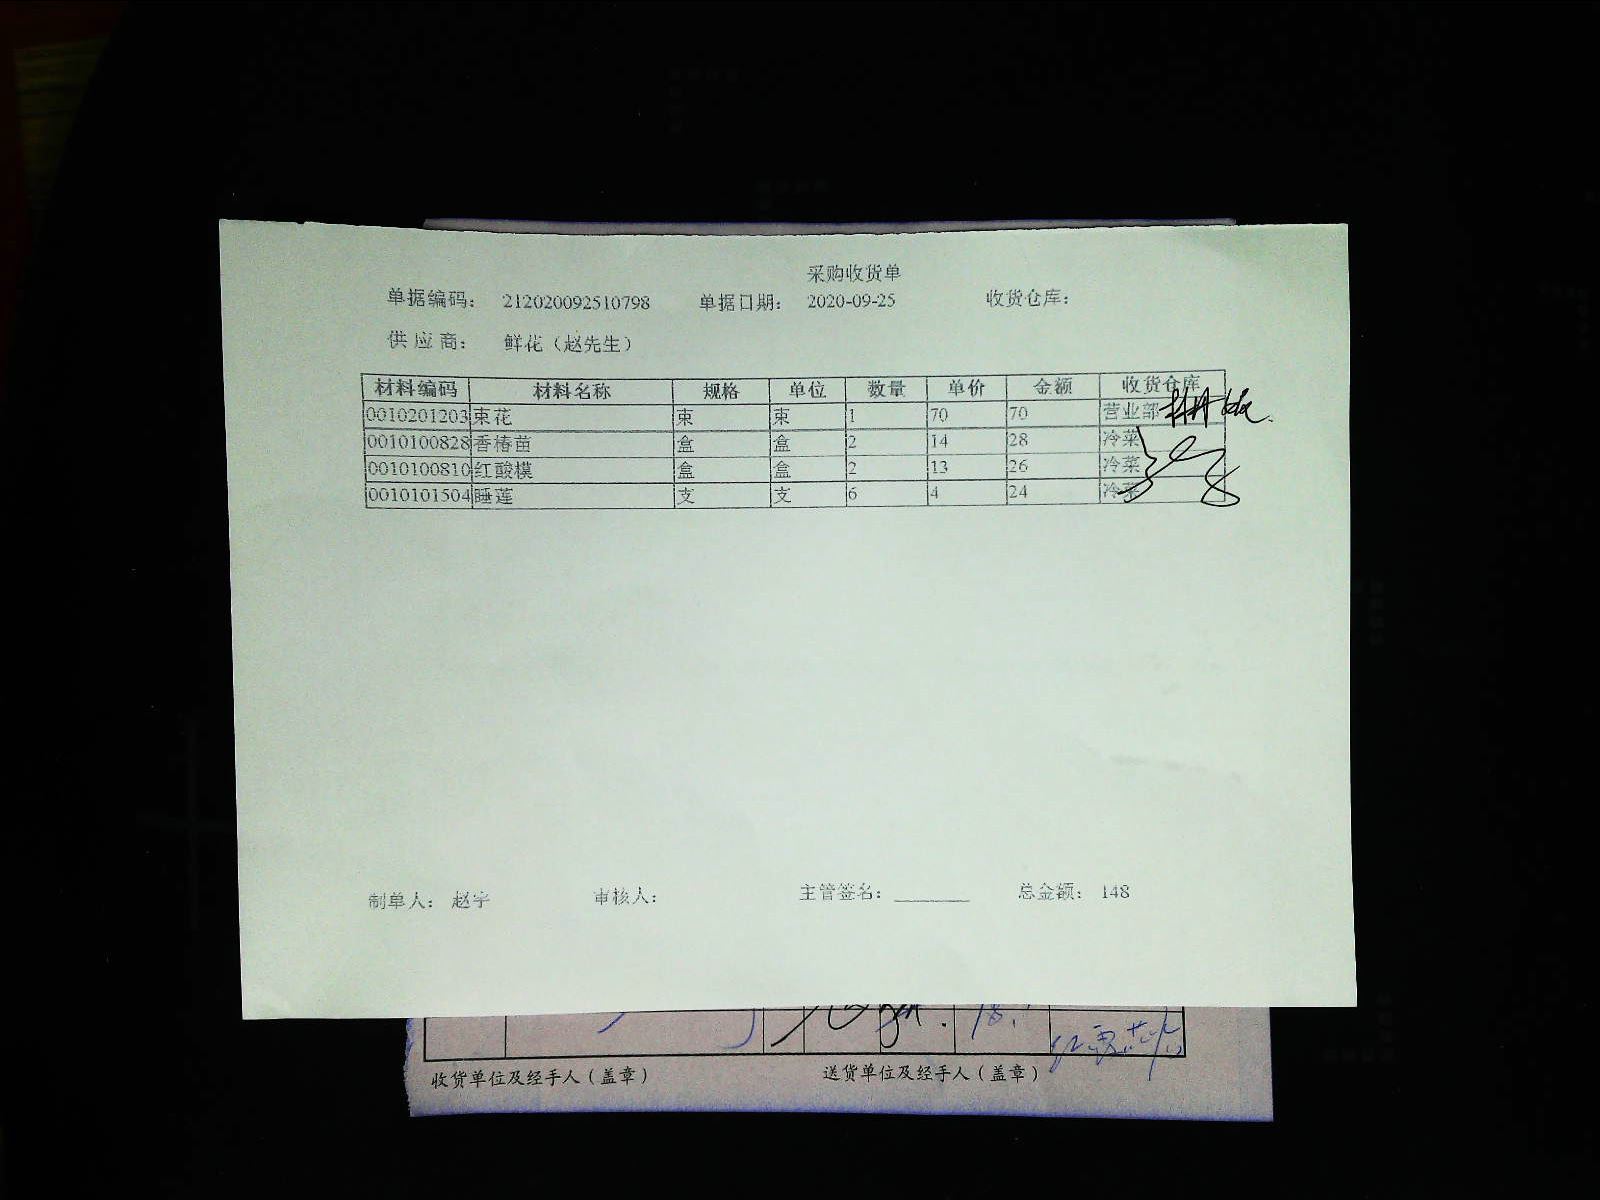 采购收货单
单据编码: 212020092510798 单据日期: 2020-09-25 收货仓库:
供应商: 鲜花（赵先生）
材料编码 材料名称 规格 单位 数量 单价 金额 收货仓库
0010201203 束花 束 束 1 70 70 营业部
0010100828 香椿苗 盒 盒 2 14 28 冷菜
0010100810 红酸模 盒 盒 2 13 26 冷菜
0010101504 睡莲 支 支 6 4 24 冷菜
制单人: 赵宇 审核人: 主管签名: 总金额: 148
收货单位及经手人（盖章） 送货单位及经手人（盖章）